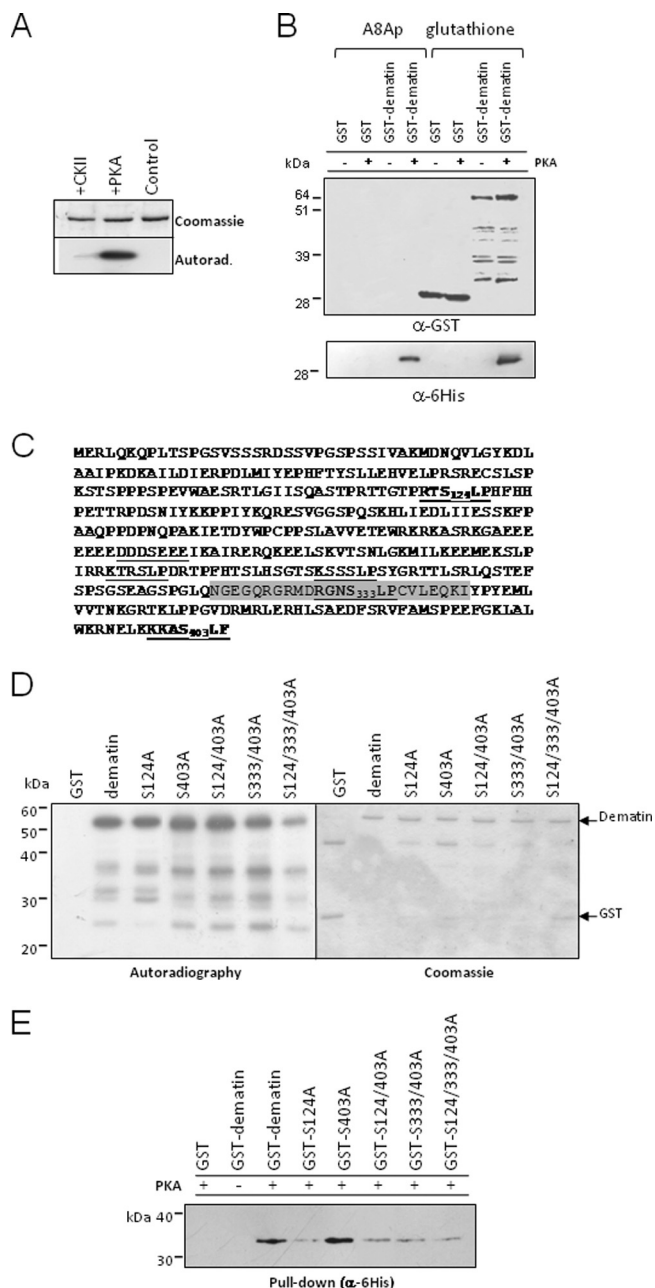 A
+CKII
+PKA
Control
Coomassie
Autorad.
B
A8Ap glutathione
GST
GST
GST-dematin
GST-dematin
GST
GST
GST-dematin
GST-dematin
kDa - + - + - + - + PKA
64
51
39
28
α-GST
28
α-6His
C
MERLQKQPLTSPGSVSSSRDSSVPGSPSSIVAKMDNQVLGYKDL
AAIPKDKAILDIERPDLMIYEPHFTYSLLEHVELPRSRECSLSP
KSTSPPPSPEVWAESRTLGIISQASTPRTTGTPRTS124LPHFHH
PETTRPDSNIYKKPPIYKQRESVGGSPQSKHLIEDLIIESSKFP
AAQPPDPNQPAKIETDYWPCPPSLAVVETEWRKRKASRKGAEEE
EEEEDDDSEEEIKAIRERQKEELSKVTSNLGKMILKEEMEKSLP
IRRKTRSLPDRTPFHTSLHSGTSKSSSSLPSYGRTTLSRLQSTEF
SPSGSEAGSPGLQNGEGQRGRMDRGNS333LPCVLEQKIYPYEML
VVTNKGRTKLPPGVDRMRLERHLSAEDFSRVFAMSPEEFGKLAL
WKRNELKKKAS403LF
D
GST
dematin
S124A
S403A
S124/403A
S333/403A
S124/333/403A
GST
dematin
S124A
S403A
S124/403A
S333/403A
S124/333/403A
kDa
60
50
40
30
20
Dematin
GST
Autoradiography Coomassie
E
GST
GST-dematin
GST-dematin
GST-S124A
GST-S403A
GST-S124/403A
GST-S333/403A
GST-S124/333/403A
PKA + - + + + + + +
kDa 40
30
Pull-down (α-6His)